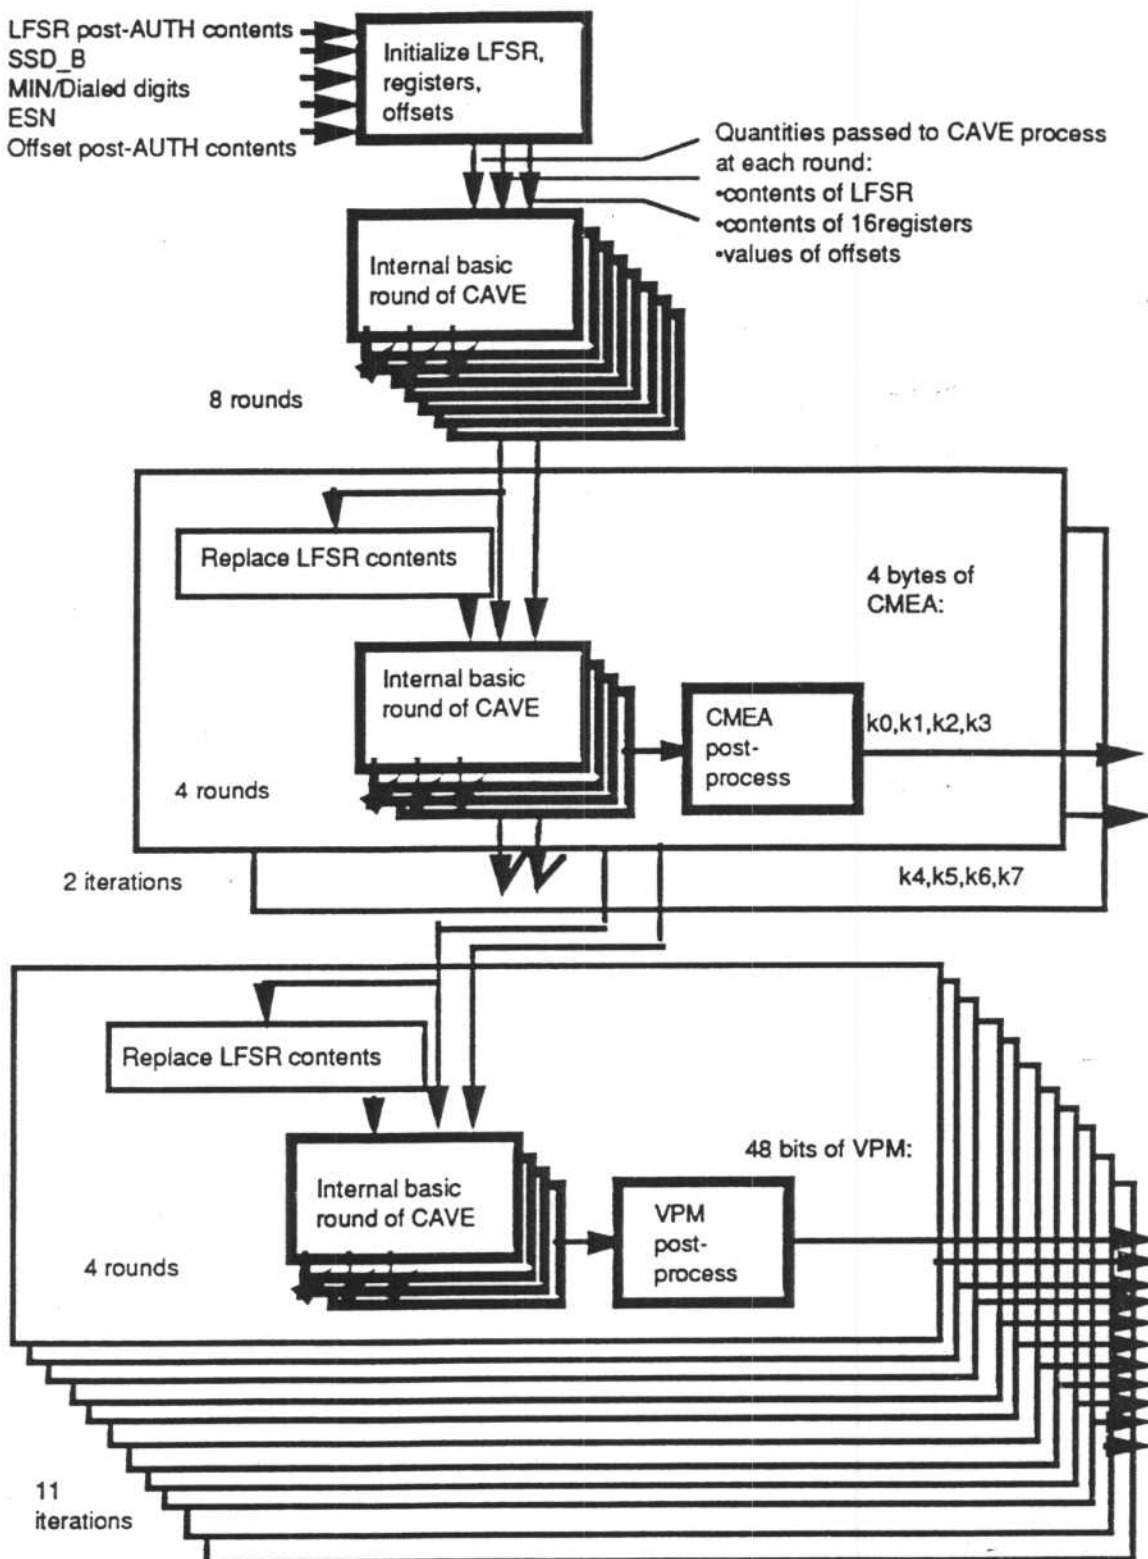 LFSR post-AUTH contents
SSD_B
MIN/Dialed digits
ESN
Offset post-AUTH contents
Initialize LFSR,
registers,
offsets
Quantities passed to CAVE process
at each round:
•contents of LFSR
•contents of 16registers
•values of offsets
Internal basic
round of CAVE
8 rounds
Replace LFSR contents
4 bytes of
CMEA:
Internal basic
round of CAVE
CMEA
post-
process
k0,k1,k2,k3
4 rounds
2 iterations
k4,k5,k6,k7
Replace LFSR contents
48 bits of VPM:
Internal basic
round of CAVE
VPM
post-
process
4 rounds
11
iterations